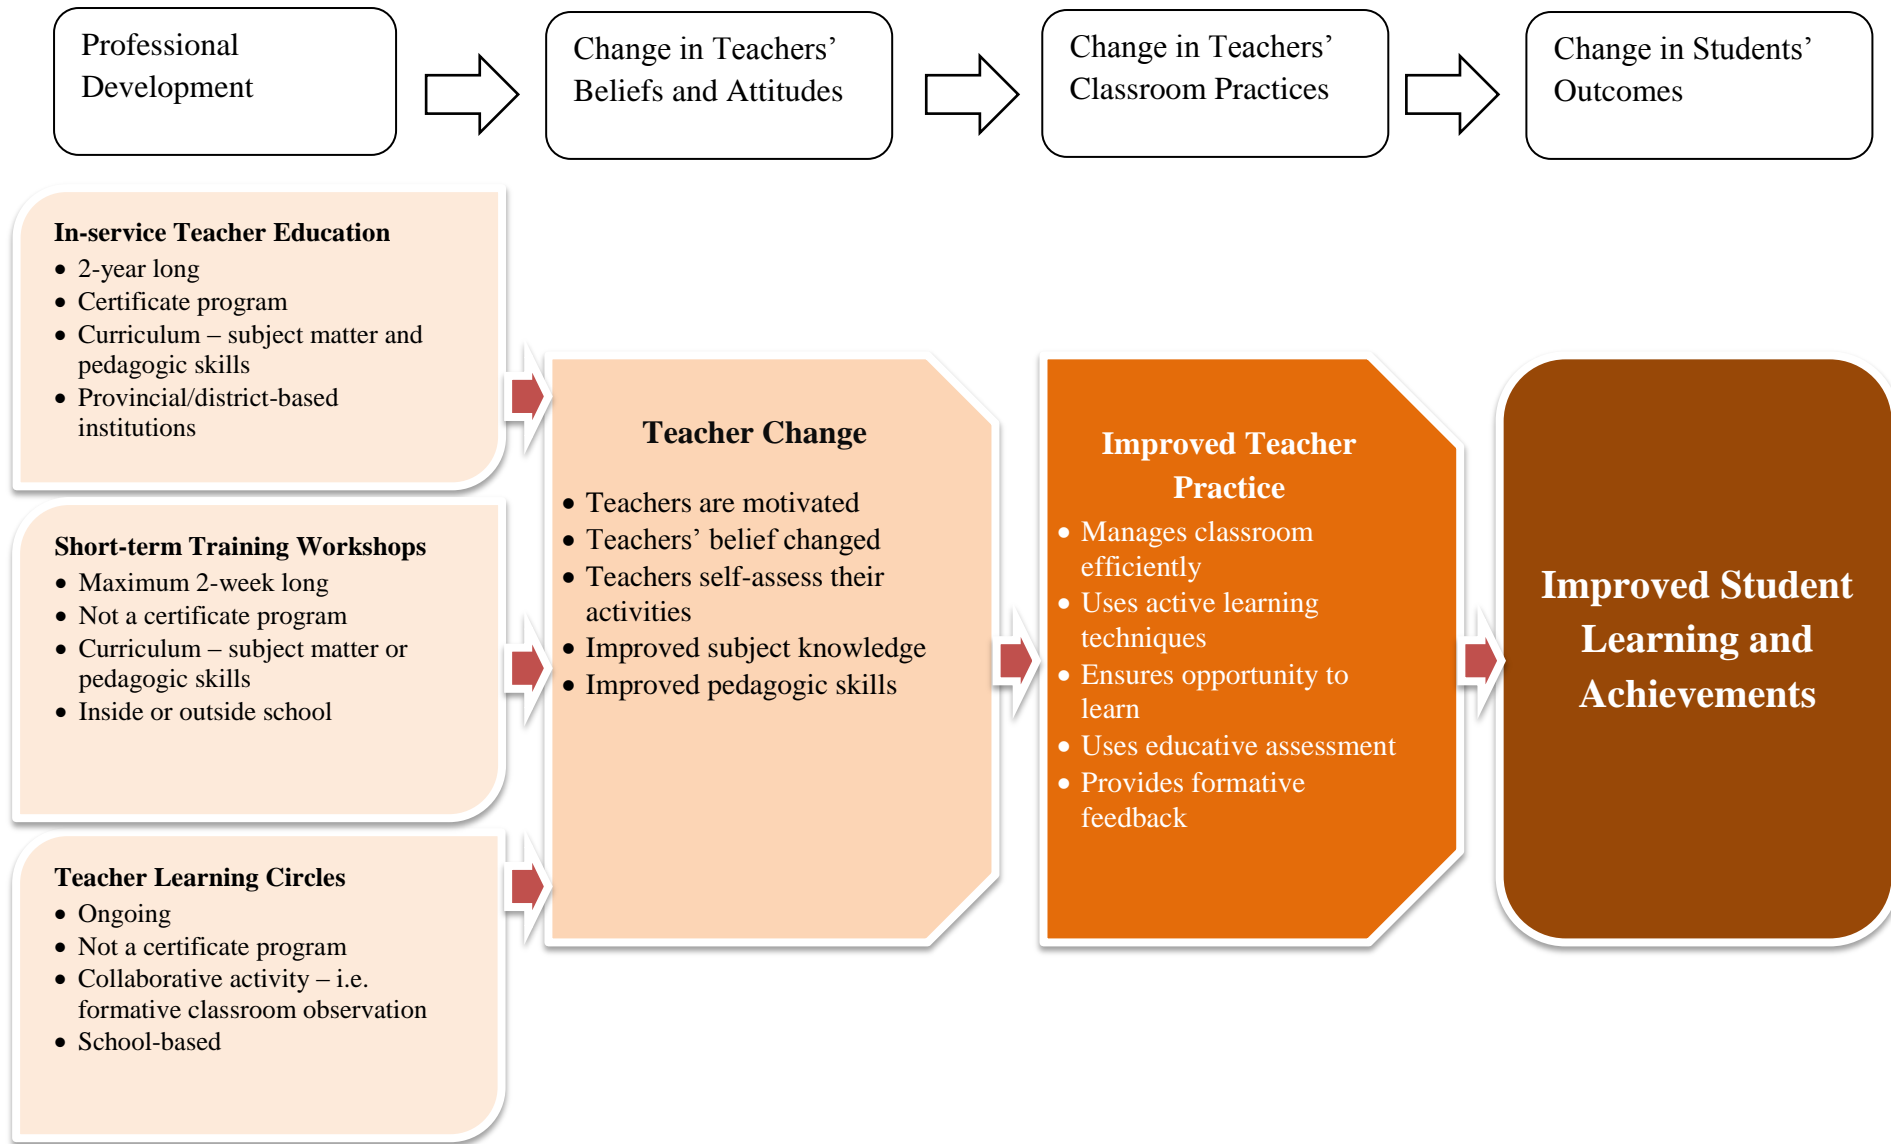 Professional
Development
Change in Teachers’
Beliefs and Attitudes
Change in Teachers’
Classroom Practices
Change in Students’
Outcomes
In-service Teacher Education
• 2-year long
• Certificate program
• Curriculum – subject matter and
pedagogic skills
• Provincial/district-based
institutions
Short-term Training Workshops
• Maximum 2-week long
• Not a certificate program
• Curriculum – subject matter or
pedagogic skills
• Inside or outside school
Teacher Learning Circles
• Ongoing
• Not a certificate program
• Collaborative activity – i.e.
formative classroom observation
• School-based
Teacher Change
• Teachers are motivated
• Teachers’ belief changed
• Teachers self-assess their
activities
• Improved subject knowledge
• Improved pedagogic skills
Improved Teacher
Practice
• Manages classroom
efficiently
• Uses active learning
techniques
• Ensures opportunity to
learn
• Uses educative assessment
• Provides formative
feedback
Improved Student
Learning and
Achievements